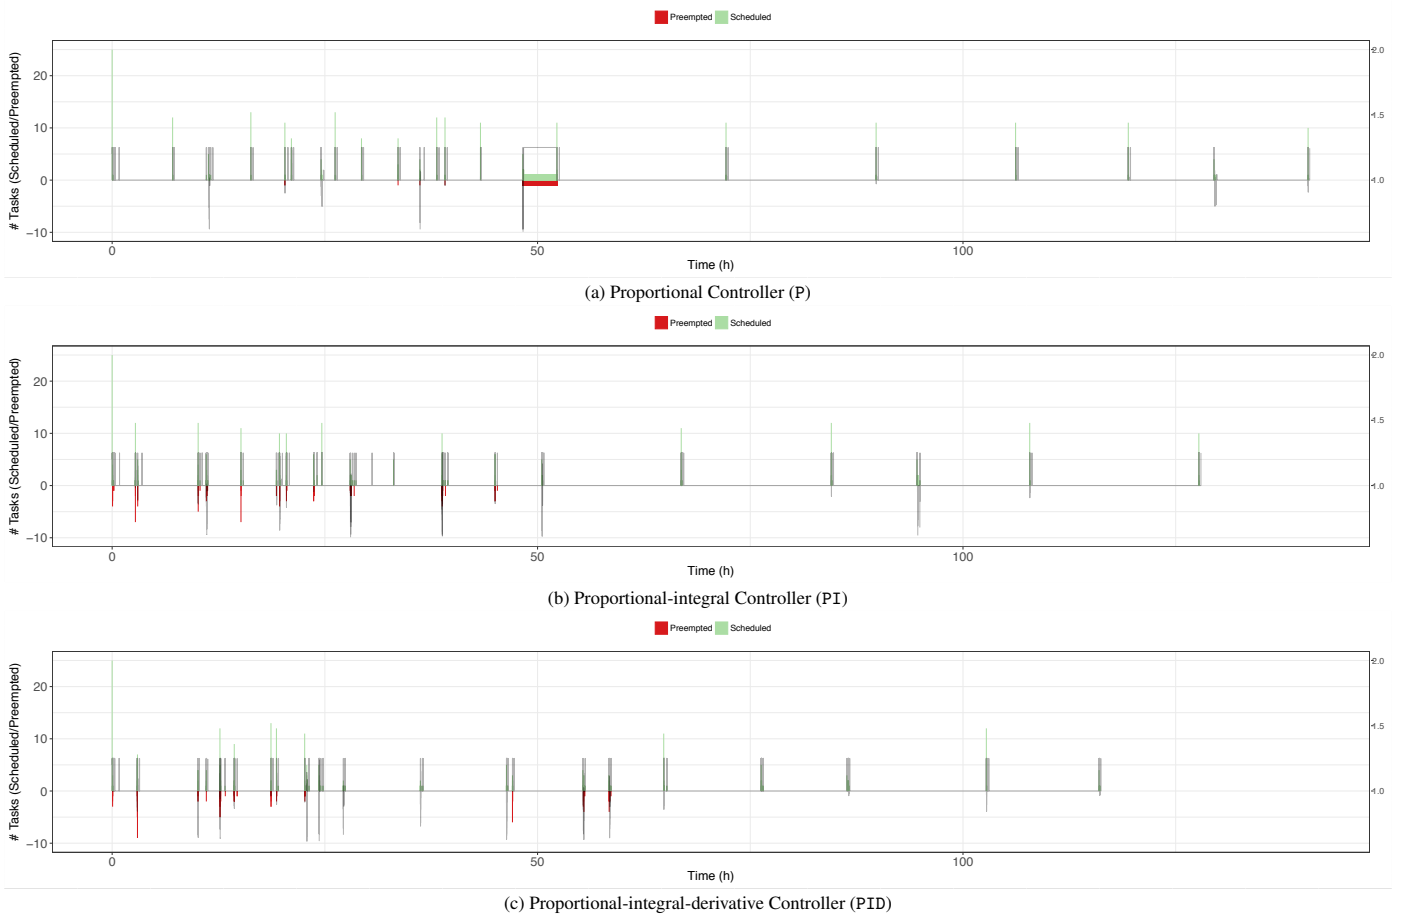 Preempted Scheduled
# Tasks (Scheduled/Preempted)
20
10
0
−10
2.0
1.5
1.0
0 50 100
Time (h)
(a) Proportional Controller (P)
Preempted Scheduled
# Tasks (Scheduled/Preempted)
20
10
0
−10
2.0
1.5
1.0
0 50 100
Time (h)
(b) Proportional-integral Controller (PI)
Preempted Scheduled
# Tasks (Scheduled/Preempted)
20
10
0
−10
2.0
1.5
1.0
0 50 100
Time (h)
(c) Proportional-integral-derivative Controller (PID)